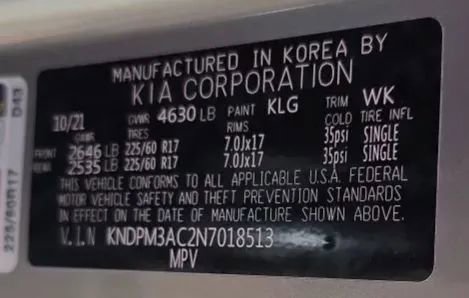 MANUFACTURED IN KOREA BY
KIA CORPORATION
10/21 GVWR 4630 LB PAINT KLG TRIM WK
GAWR TIRES RIMS COLD TIRE INFL
FRONT 2646 LB 225/60 R17 7.0Jx17 35psi SINGLE
REAR 2535 LB 225/60 R17 7.0Jx17 35psi SINGLE
THIS VEHICLE CONFORMS TO ALL APPLICABLE U.S.A. FEDERAL
MOTOR VEHICLE SAFETY AND THEFT PREVENTION STANDARDS
IN EFFECT ON THE DATE OF MANUFACTURE SHOWN ABOVE.
V.I.N KNDPM3AC2N7018513
MPV
D43
225/60R17